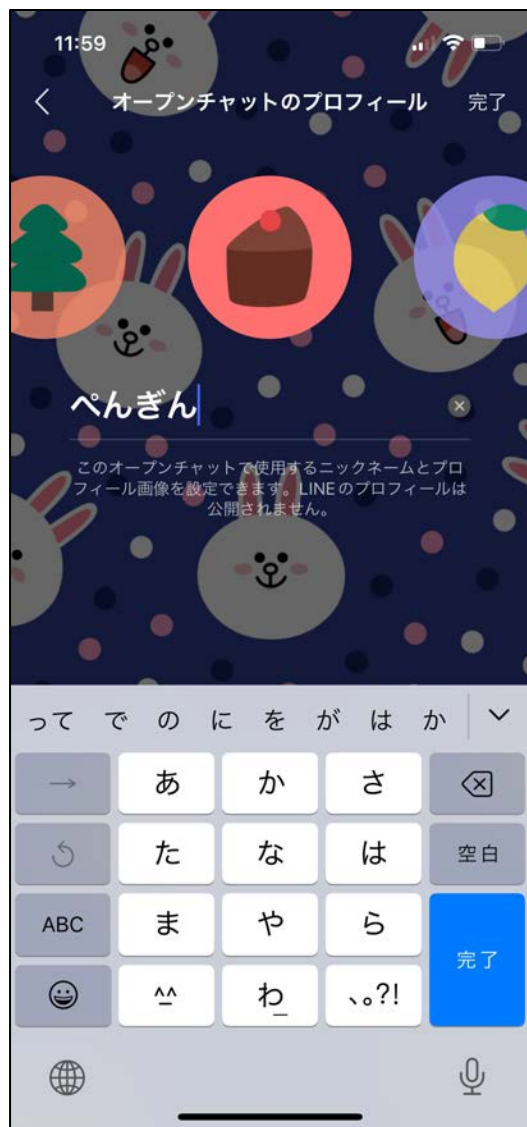 11:59
オープンチャットのプロフィール 完了
ぺんぎん
このオープンチャットで使用するニックネームとプロ
フィール画像を設定できます。LINEのプロフィールは
公開されません。
って で の に を が は か
→ あ か さ
た な は 空白
ABC ま や ら 完了
^^ わ_ 、。?!